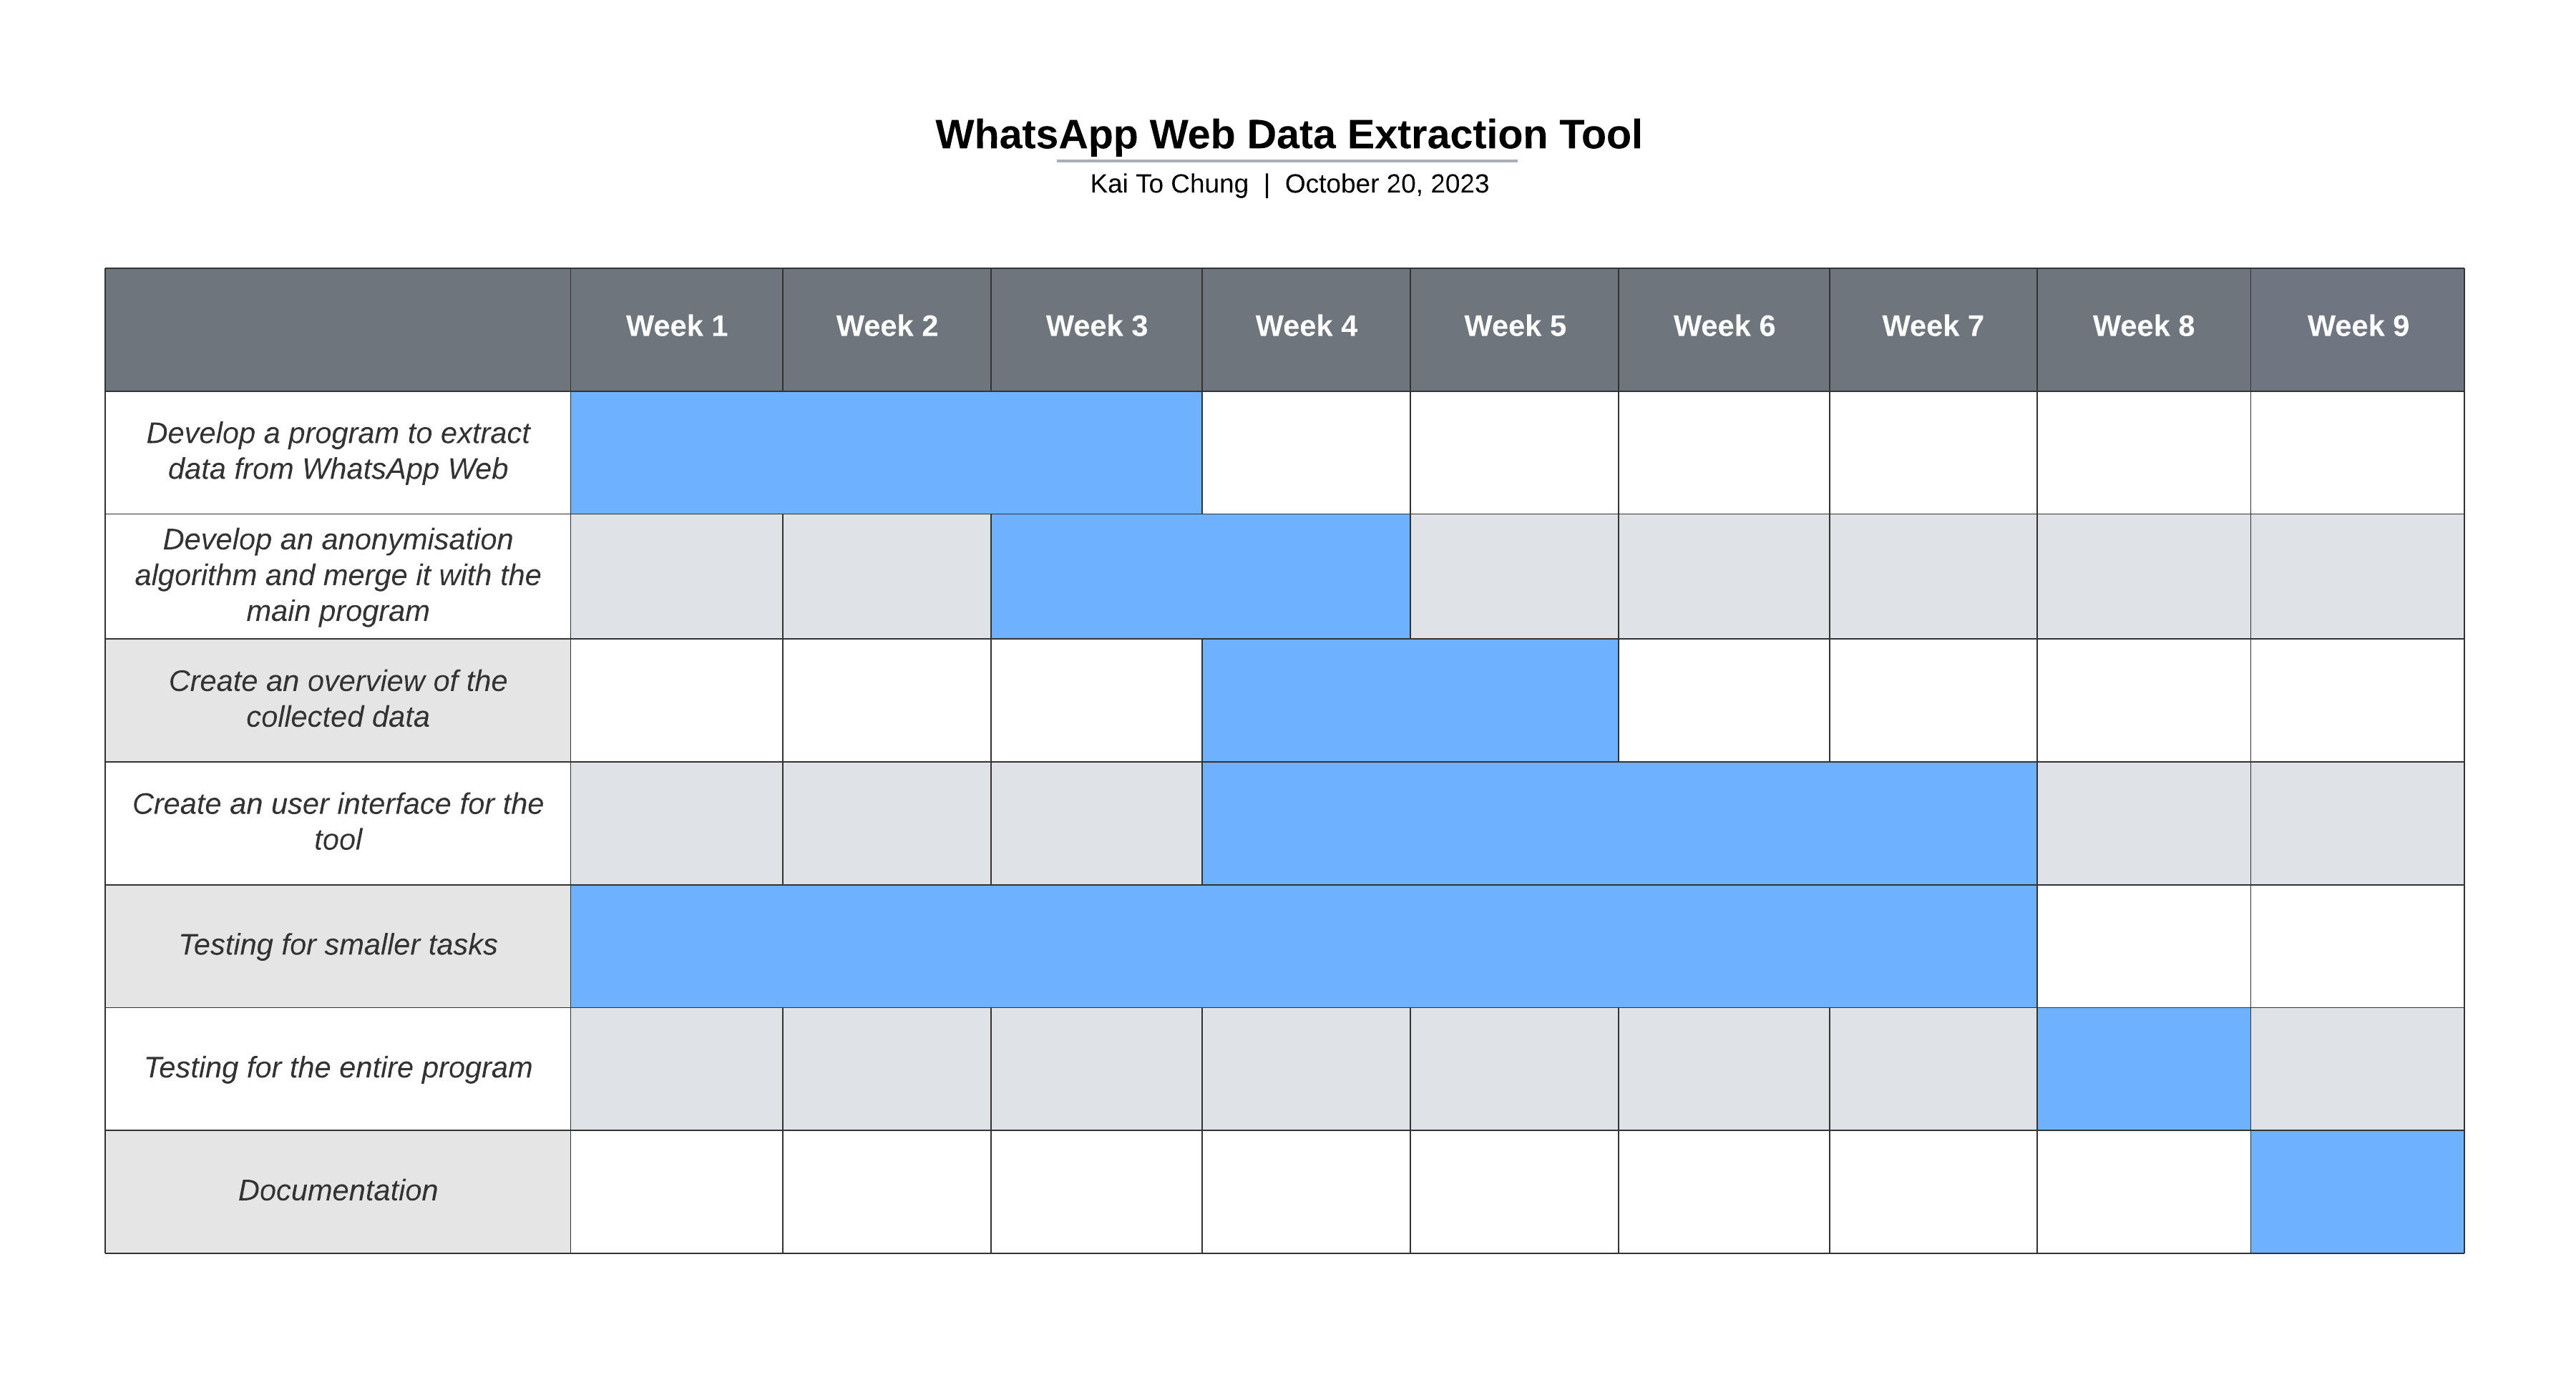 WhatsApp Web Data Extraction Tool
Kai To Chung | October 20, 2023
Week 1
Week 2
Week 3
Week 4
Week 5
Week 6
Week 7
Week 8
Week 9
Develop a program to extract
data from WhatsApp Web
Develop an anonymisation
algorithm and merge it with the
main program
Create an overview of the
collected data
Create an user interface for the
tool
Testing for smaller tasks
Testing for the entire program
Documentation